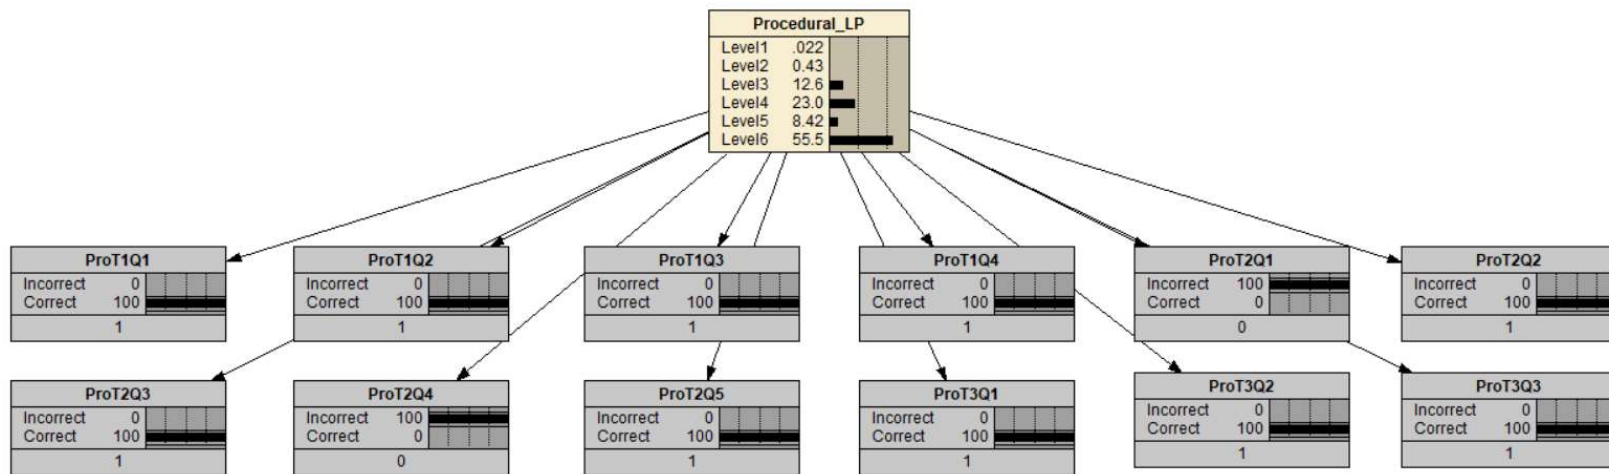 Procedural_LP
Level1 .022
Level2 0.43
Level3 12.6
Level4 23.0
Level5 8.42
Level6 55.5
ProT1Q1
Incorrect 0
Correct 100
1
ProT1Q2
Incorrect 0
Correct 100
1
ProT1Q3
Incorrect 0
Correct 100
1
ProT1Q4
Incorrect 0
Correct 100
1
ProT2Q1
Incorrect 100
Correct 0
0
ProT2Q2
Incorrect 0
Correct 100
1
ProT2Q3
Incorrect 0
Correct 100
1
ProT2Q4
Incorrect 100
Correct 0
0
ProT2Q5
Incorrect 0
Correct 100
1
ProT3Q1
Incorrect 0
Correct 100
1
ProT3Q2
Incorrect 0
Correct 100
1
ProT3Q3
Incorrect 0
Correct 100
1